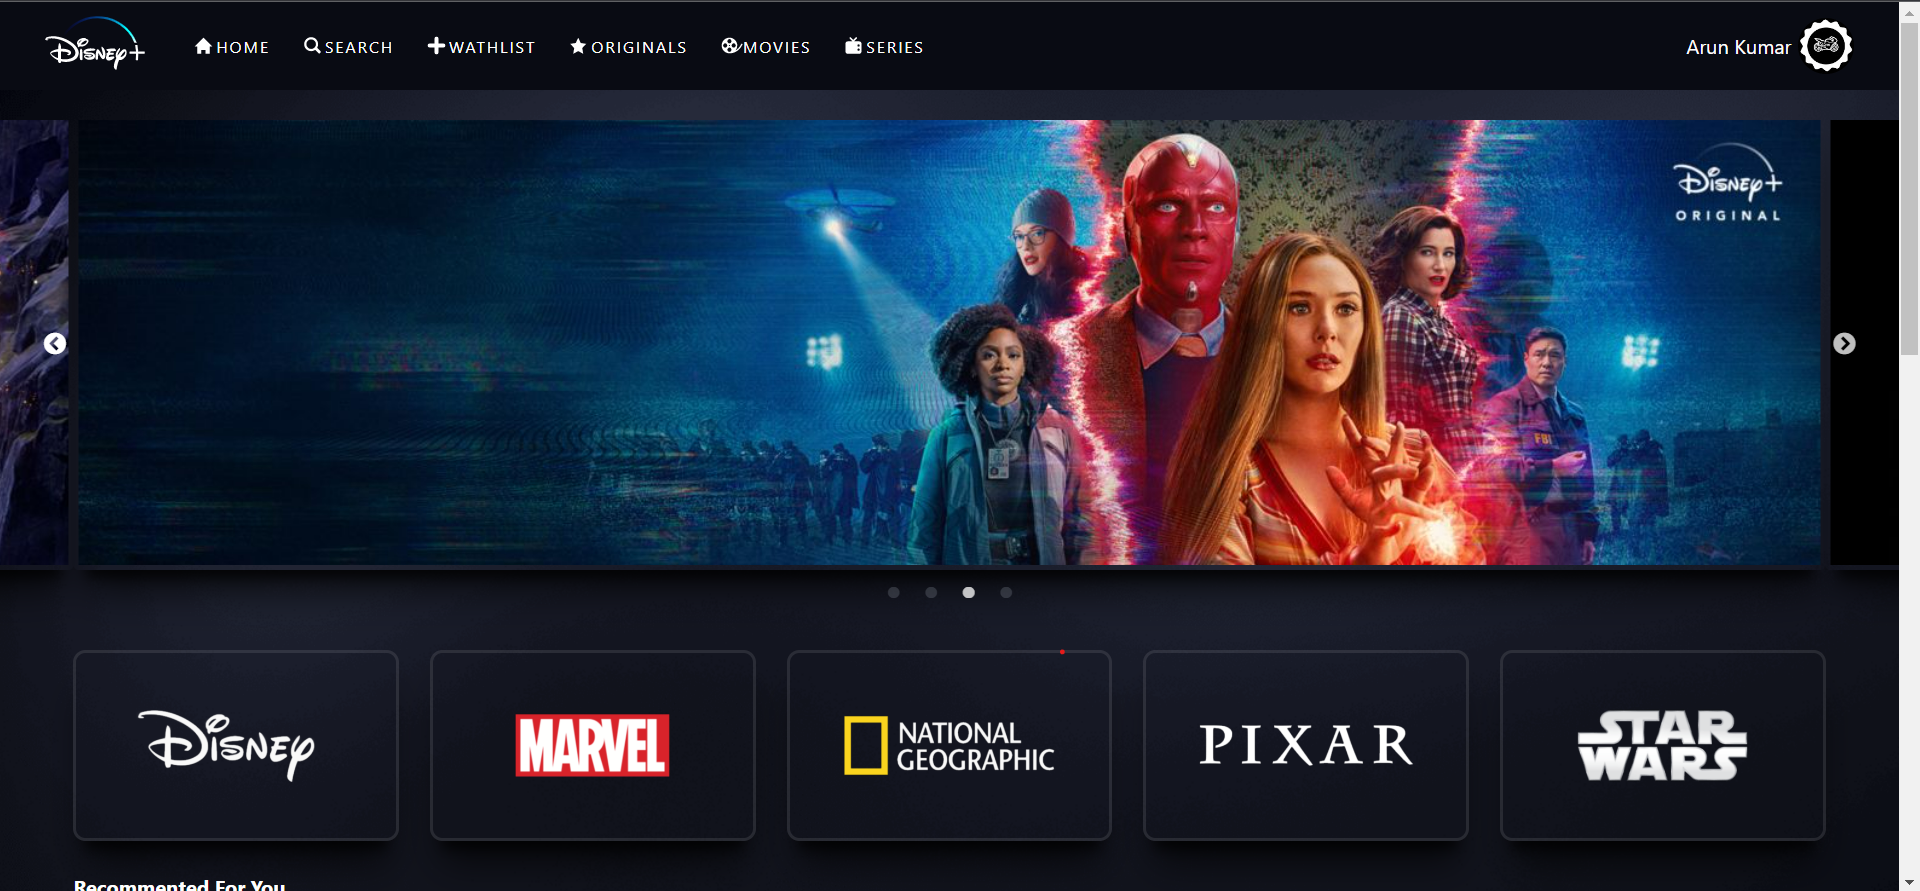 Disney+
HOME
SEARCH
WATHLIST
ORIGINALS
MOVIES
SERIES
Arun Kumar
Disney+
ORIGINAL
FBI
Disney
MARVEL
NATIONAL
GEOGRAPHIC
PIXAR
STAR
WARS
Recommented For You